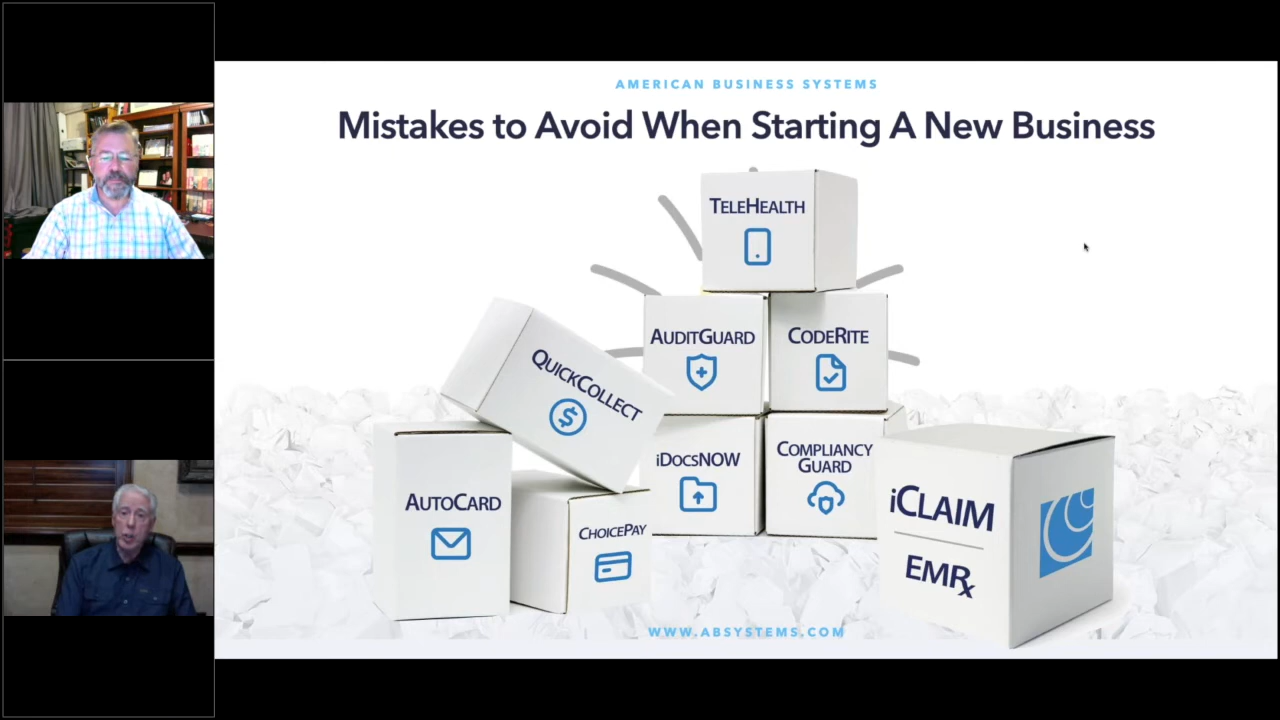 AMERICAN BUSINESS SYSTEMS
Mistakes to Avoid When Starting A New Business
TELEHEALTH
AUDITGUARD
CODERITE
QUICKCOLLECT
iDOCSNOW
COMPLIANCY
GUARD
AUTOCARD
CHOICEPAY
iCLAIM
EMRx
WWW.ABSYSTEMS.COM